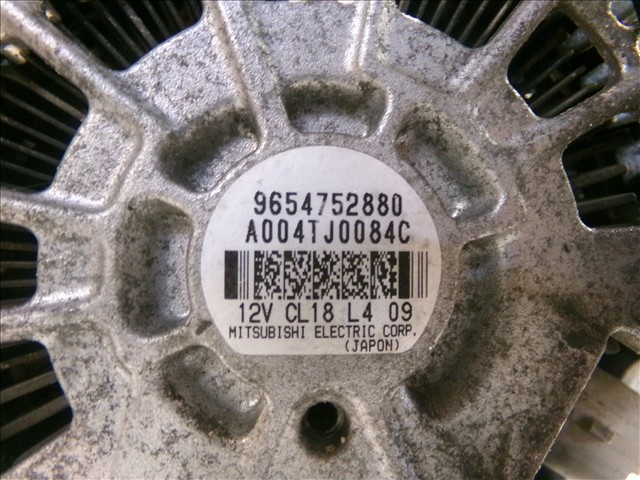 9654752880
A004TJ0084C
12V CL18 L4 09
MITSUBISHI ELECTRIC CORP.
(JAPON)